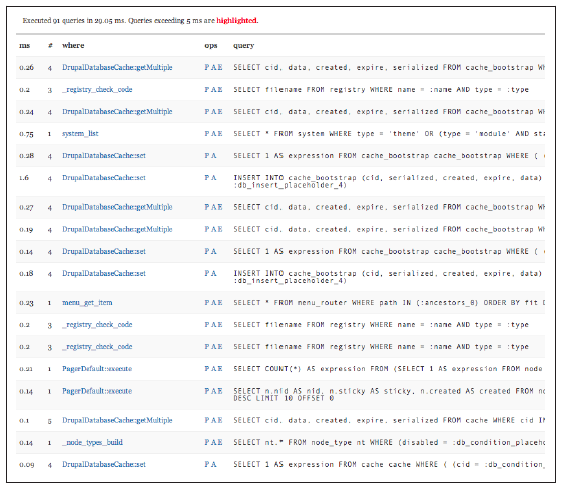 Executed 91 queries in 29.05 ms. Queries exceeding 5 ms are highlighted.
ms # where ops query
0.26 4 DrupalDatabaseCache::getMultiple P A E SELECT cid, data, created, expire, serialized FROM cache_bootstrap
0.2 3 _registry_check_code P A E SELECT filename FROM registry WHERE name = :name AND type = :type
0.24 4 DrupalDatabaseCache::getMultiple P A E SELECT cid, data, created, expire, serialized FROM cache_bootstrap
0.75 1 system_list P A E SELECT * FROM system WHERE type = 'theme' OR (type = 'module' AND sta
0.28 4 DrupalDatabaseCache::set P A SELECT 1 AS expression FROM cache_bootstrap cache_bootstrap WHERE (
1.6 4 DrupalDatabaseCache::set P A INSERT INTO cache_bootstrap (cid, serialized, created, expire, data)
:db_insert_placeholder_4)
0.27 4 DrupalDatabaseCache::getMultiple P A E SELECT cid, data, created, expire, serialized FROM cache_bootstrap
0.19 4 DrupalDatabaseCache::getMultiple P A E SELECT cid, data, created, expire, serialized FROM cache_bootstrap
0.14 4 DrupalDatabaseCache::set P A SELECT 1 AS expression FROM cache_bootstrap cache_bootstrap WHERE (
0.18 4 DrupalDatabaseCache::set P A INSERT INTO cache_bootstrap (cid, serialized, created, expire, data)
:db_insert_placeholder_4)
0.23 1 menu_get_item P A E SELECT * FROM menu_router WHERE path IN (:ancestors_0) ORDER BY fit
0.2 3 _registry_check_code P A E SELECT filename FROM registry WHERE name = :name AND type = :type
0.2 3 _registry_check_code P A E SELECT filename FROM registry WHERE name = :name AND type = :type
0.21 1 PagerDefault::execute P A E SELECT COUNT(*) AS expression FROM (SELECT 1 AS expression FROM node
0.14 1 PagerDefault::execute P A E SELECT n.nid AS nid, n.sticky AS sticky, n.created AS created FROM
DESC LIMIT 10 OFFSET 0
0.1 5 DrupalDatabaseCache::getMultiple P A E SELECT cid, data, created, expire, serialized FROM cache WHERE cid IN
0.14 1 _node_types_build P A E SELECT nt.* FROM node_type nt WHERE (disabled = :db_condition_placeho
0.09 4 DrupalDatabaseCache::set P A SELECT 1 AS expression FROM cache cache WHERE ( (cid = :db_condition_